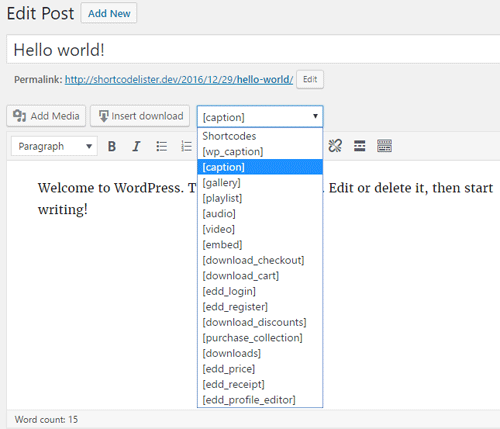 Edit Post Add New
Hello world!
Permalink: http://shortcodelister.dev/2016/12/29/hello-world/ Edit
Add Media Insert download [caption]
Paragraph B I
Shortcodes
[wp_caption]
[caption]
[gallery]
[playlist]
[audio]
[video]
[embed]
[download_checkout]
[download_cart]
[edd_login]
[edd_register]
[download_discounts]
[purchase_collection]
[downloads]
[edd_price]
[edd_receipt]
[edd_profile_editor]
Welcome to WordPress. T . Edit or delete it, then start
writing!
Word count: 15